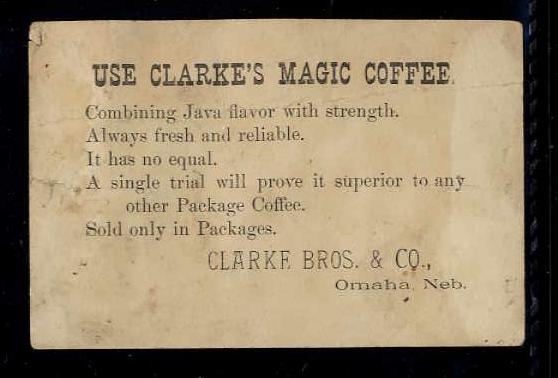 USE CLARKE'S MAGIC COFFEE.
Combining Java flavor with strength.
Always fresh and reliable.
It has no equal.
A single trial will prove it superior to any
other Package Coffee.
Sold only in Packages.
CLARKE BROS. & CO.,
Omaha, Neb.